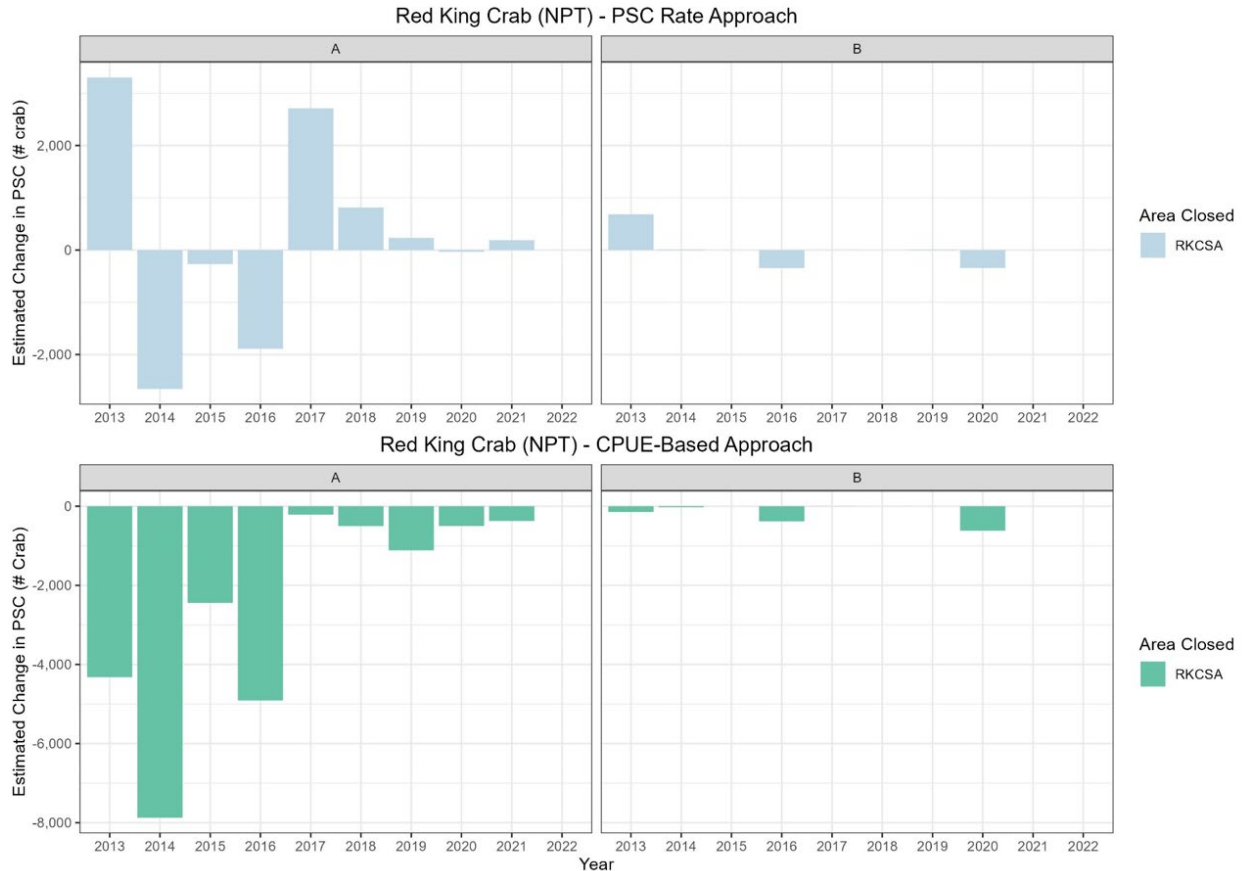 Red King Crab (NPT) - PSC Rate Approach
A
B
Estimated Change in PSC (# crab)
2,000
0
-2,000
2013 2014 2015 2016 2017 2018 2019 2020 2021 2022
2013 2014 2015 2016 2017 2018 2019 2020 2021 2022
Area Closed
RKCSA
Red King Crab (NPT) - CPUE-Based Approach
A
B
Estimated Change in PSC (# Crab)
0
-2,000
-4,000
-6,000
-8,000
2013 2014 2015 2016 2017 2018 2019 2020 2021 2022
2013 2014 2015 2016 2017 2018 2019 2020 2021 2022
Year
Area Closed
RKCSA